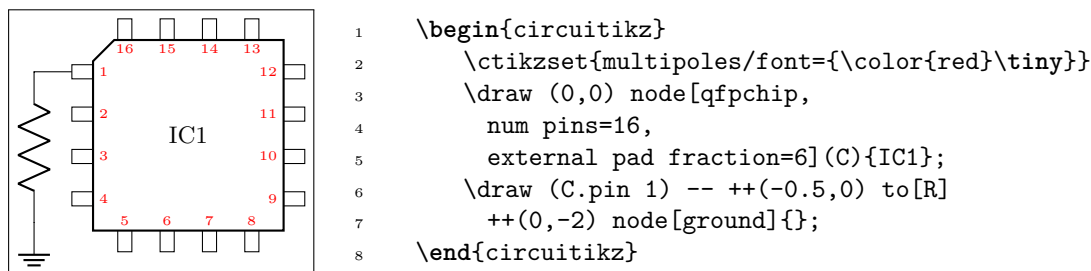 16 15 14 13
1 12
2 11
IC1
3 10
4 9
5 6 7 8
1 \begin{circuitikz}
2 \ctikzset{multipoles/font={\color{red}\tiny}}
3 \draw (0,0) node[qfpchip,
4 num pins=16,
5 external pad fraction=6](C){IC1};
6 \draw (C.pin 1) -- ++(-0.5,0) to[R]
7 ++(0,-2) node[ground]{};
8 \end{circuitikz}